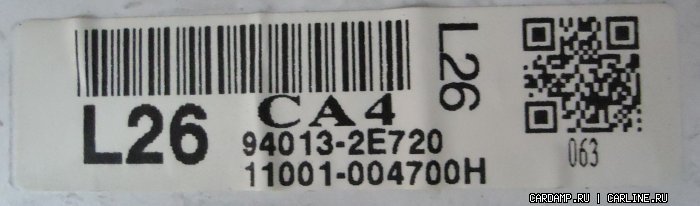 L26
CA4
L26
94013-2E720
11001-004700H
063
CARDAMP.RU | CARLINE.RU